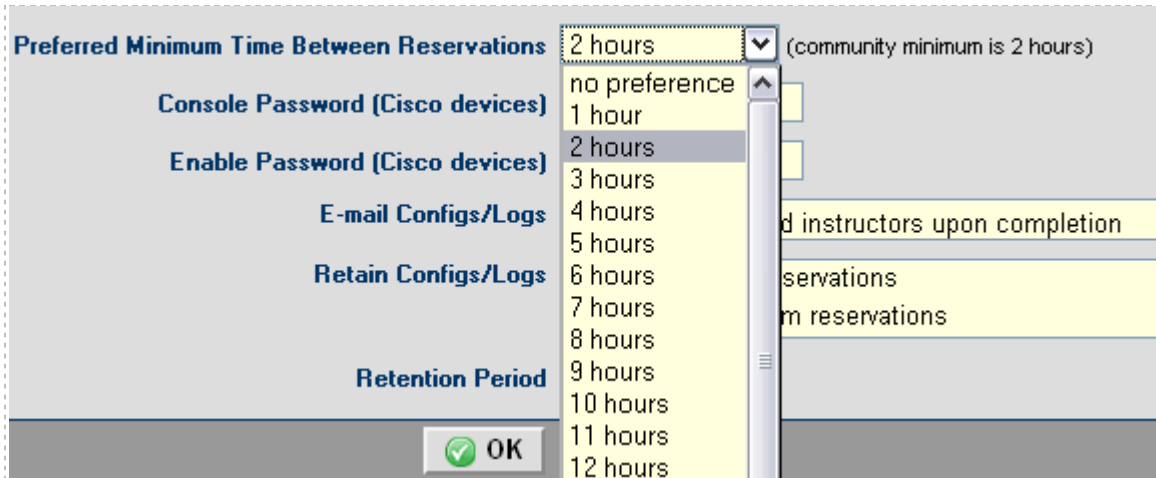 Preferred Minimum Time Between Reservations 2 hours (community minimum is 2 hours)
no preference
Console Password (Cisco devices) 1 hour
2 hours
Enable Password (Cisco devices)
3 hours
E-mail Configs/Logs 4 hours d instructors upon completion
5 hours
Retain Configs/Logs 6 hours servations
7 hours m reservations
8 hours
Retention Period 9 hours
10 hours
OK 11 hours
12 hours